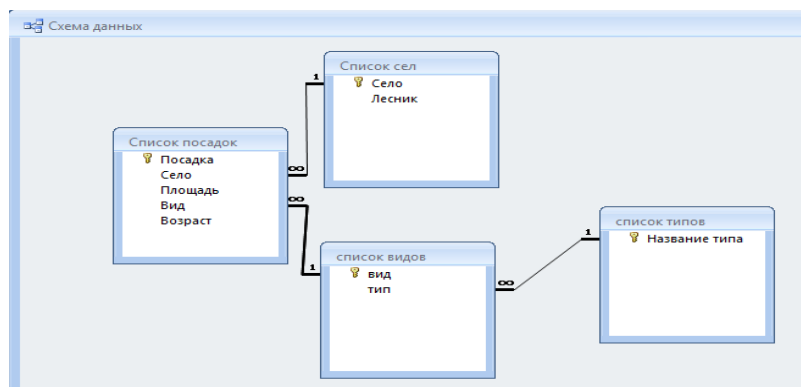 Схема данных
Список сел
1
Село
Лесник
Список посадок
Посадка
Село
∞
Площадь
Вид
∞
Возраст
список видов
1
вид
тип
∞
список типов
1
Название типа